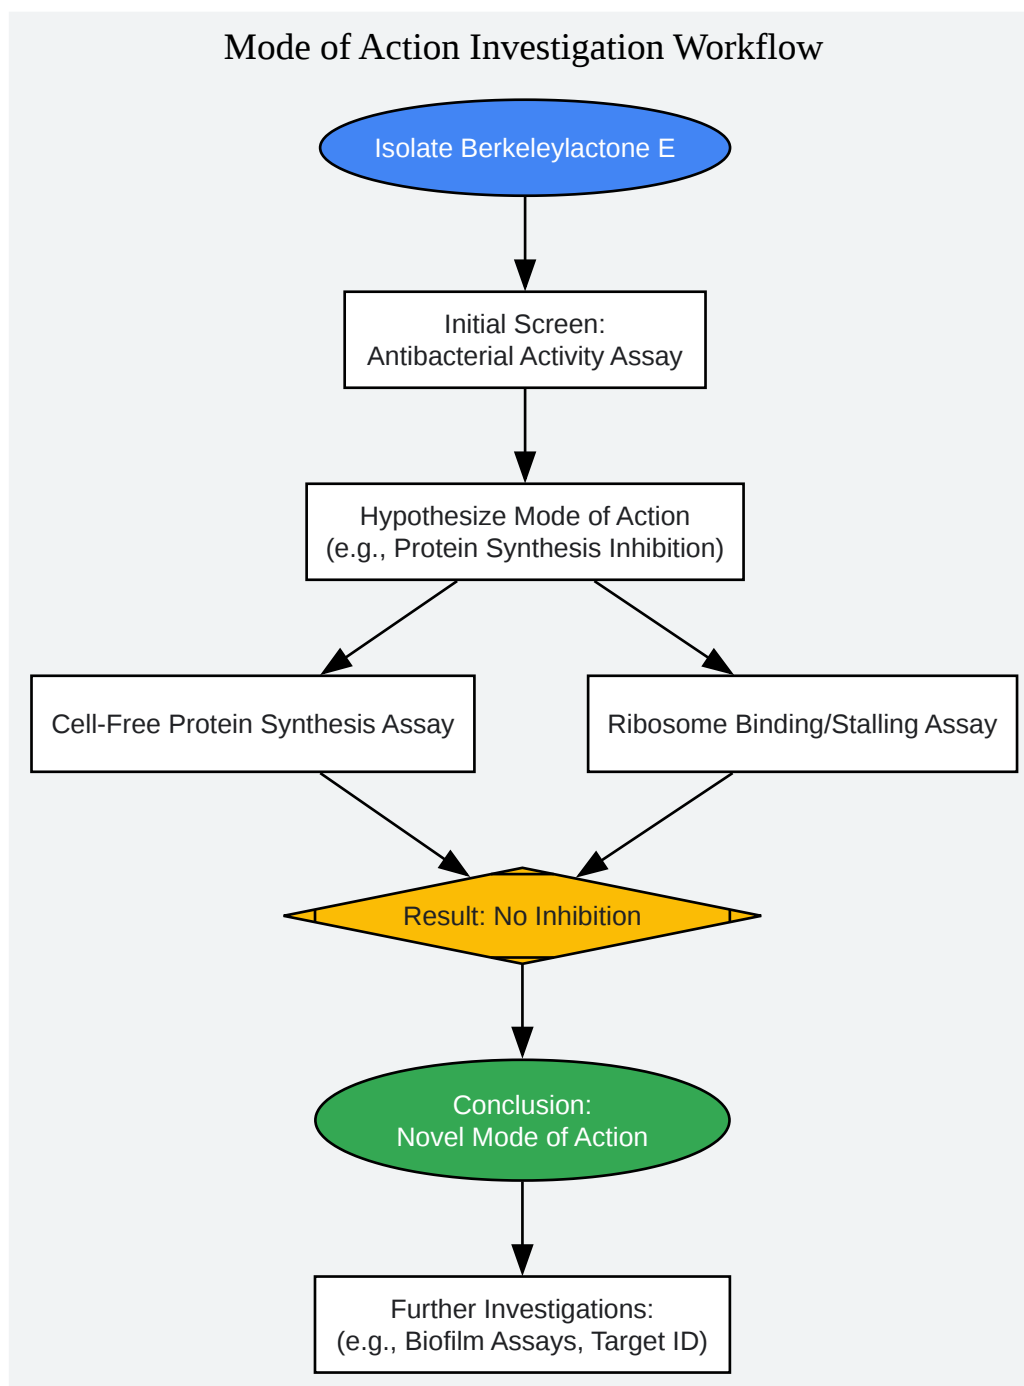 Mode of Action Investigation Workflow
Isolate Berkeleylactone E
Initial Screen:
Antibacterial Activity Assay
Hypothesize Mode of Action
(e.g., Protein Synthesis Inhibition)
Cell-Free Protein Synthesis Assay
Ribosome Binding/Stalling Assay
Result: No Inhibition
Conclusion:
Novel Mode of Action
Further Investigations:
(e.g., Biofilm Assays, Target ID)